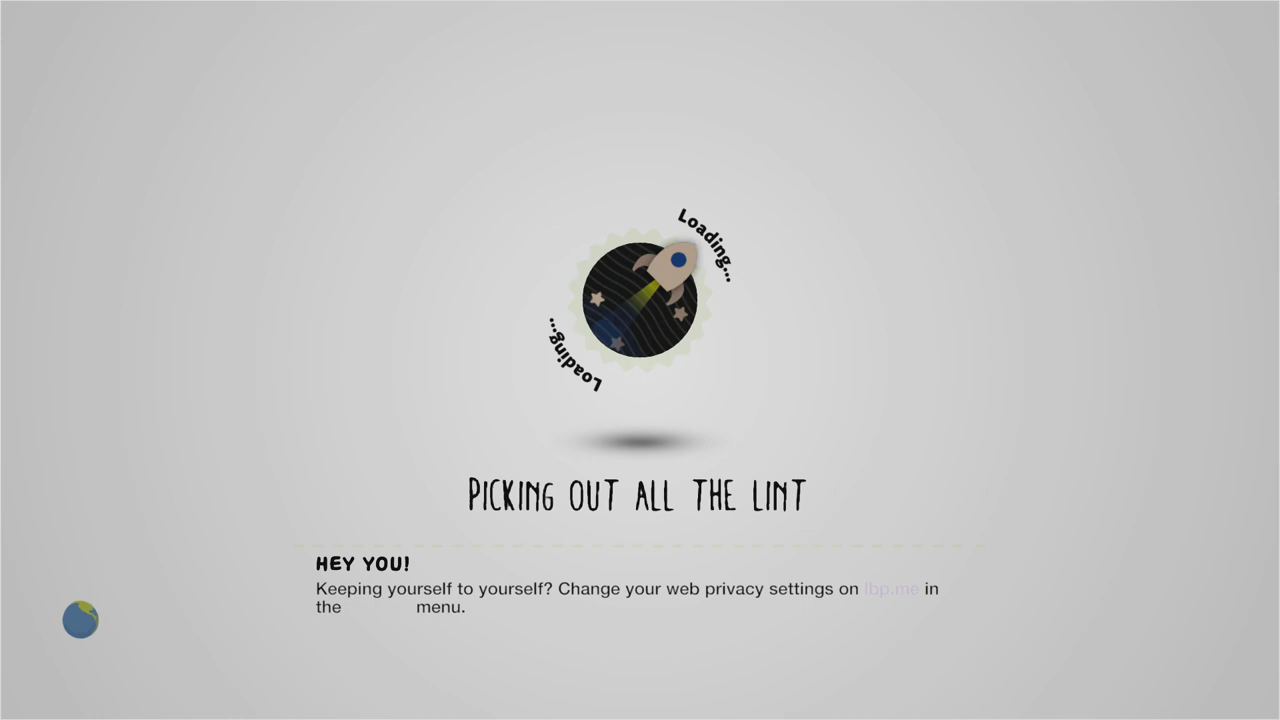 Loading...
Loading...
PICKING OUT ALL THE LINT
HEY YOU!
Keeping yourself to yourself? Change your web privacy settings on lbp.me in
the menu.